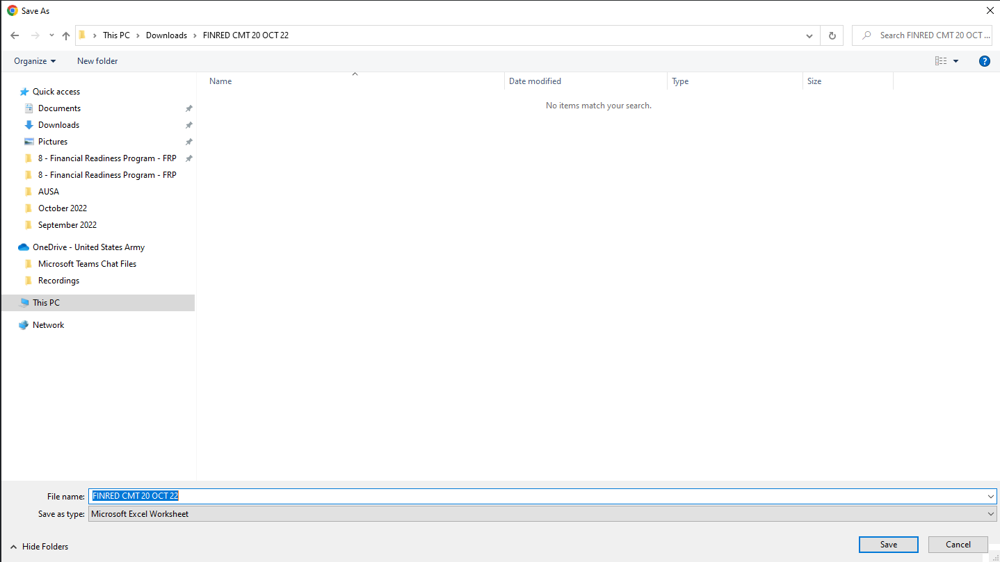 Save As
This PC > Downloads > FINRED CMT 20 OCT 22
Search FINRED CMT 20 OCT ...
Organize
New folder
?
Name
Date modified
Type
Size
No items match your search.
Quick access
Documents
Downloads
Pictures
8 - Financial Readiness Program - FRP
8 - Financial Readiness Program - FRP
AUSA
October 2022
September 2022
OneDrive - United States Army
Microsoft Teams Chat Files
Recordings
This PC
Network
File name: FINRED CMT 20 OCT 22
Save as type: Microsoft Excel Worksheet
Hide Folders
Save
Cancel